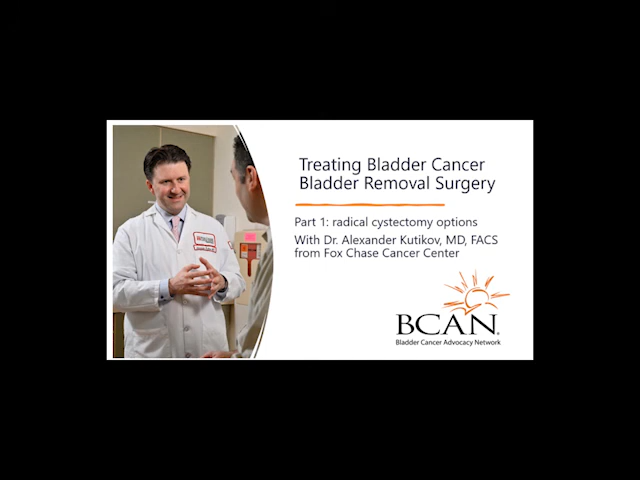 Treating Bladder Cancer
Bladder Removal Surgery
Part 1: radical cystectomy options
With Dr. Alexander Kutikov, MD, FACS
from Fox Chase Cancer Center
BCAN®
Bladder Cancer Advocacy Network